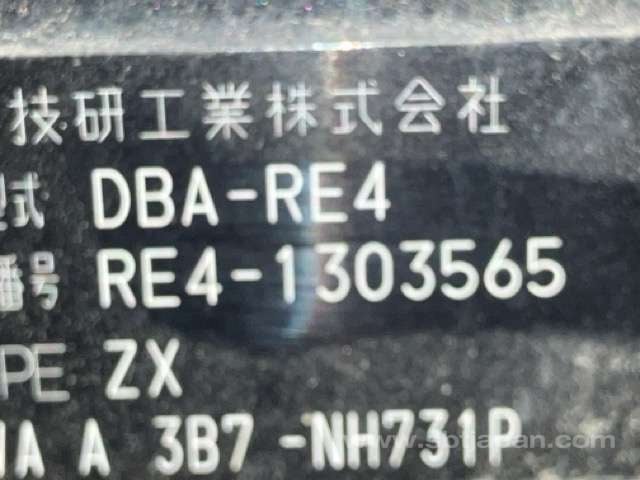 技研工業株式会社
型式 DBA-RE4
番号 RE4-1303565
PE ZX
A A 3B7 -NH731P
www.sbtjapan.com